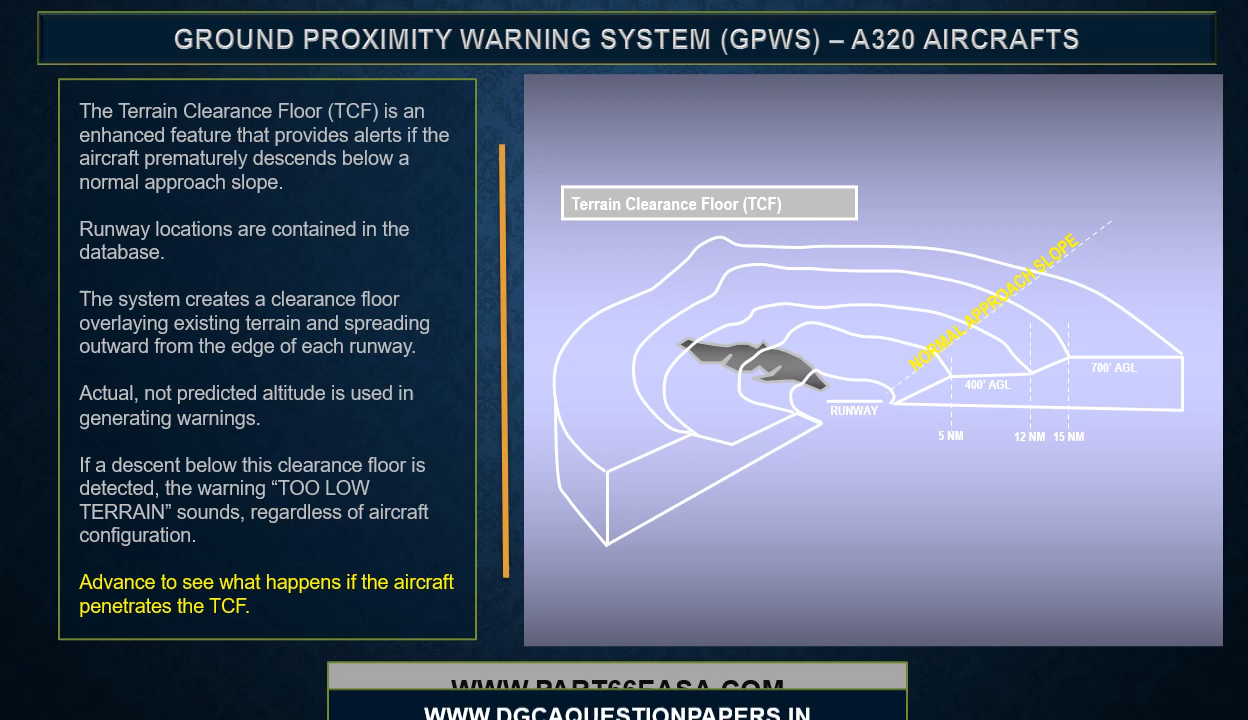 GROUND PROXIMITY WARNING SYSTEM (GPWS) – A320 AIRCRAFTS
The Terrain Clearance Floor (TCF) is an
enhanced feature that provides alerts if the
aircraft prematurely descends below a
normal approach slope.
Runway locations are contained in the
database.
The system creates a clearance floor
overlaying existing terrain and spreading
outward from the edge of each runway.
Actual, not predicted altitude is used in
generating warnings.
If a descent below this clearance floor is
detected, the warning “TOO LOW
TERRAIN” sounds, regardless of aircraft
configuration.
Advance to see what happens if the aircraft
penetrates the TCF.
Terrain Clearance Floor (TCF)
NORMAL APPROACH SLOPE
700' AGL
400' AGL
RUNWAY
5 NM
12 NM
15 NM
WWW.PART66EASA.COM
WWW.DGCAQUESTIONPAPERS.IN